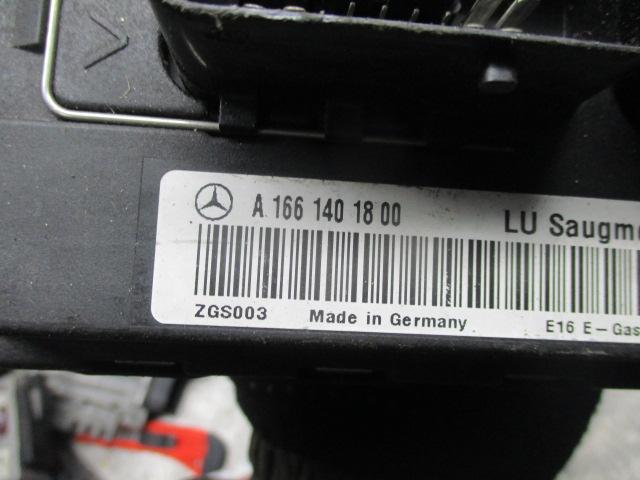 A 166 140 18 00 LU Saugm
ZGS003 Made in Germany E16 E-Gas